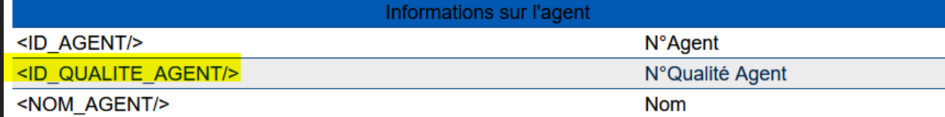 Informations sur l'agent
<ID_AGENT/> N°Agent
<ID_QUALITE_AGENT/> N°Qualité Agent
<NOM_AGENT/> Nom